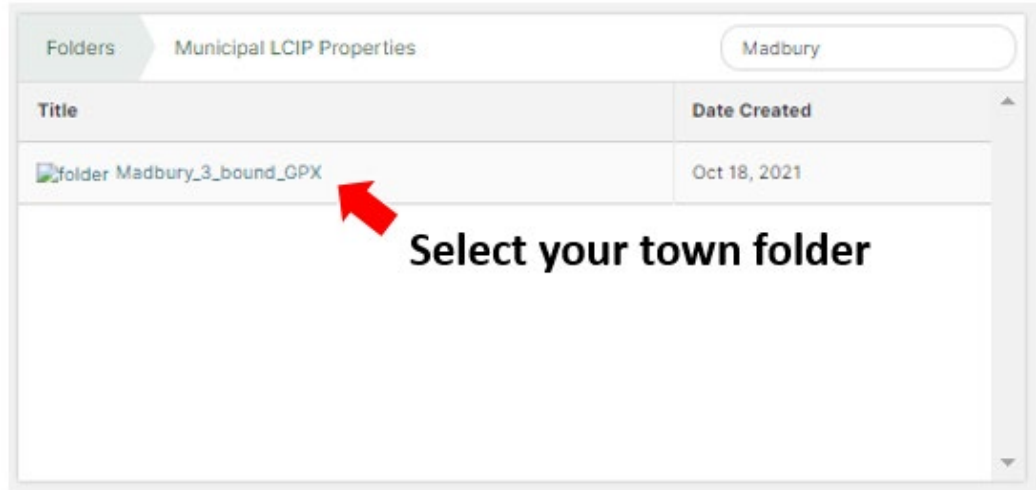 Folders Municipal LCIP Properties Madbury
Title Date Created
folder Madbury_3_bound_GPX Oct 18, 2021
Select your town folder